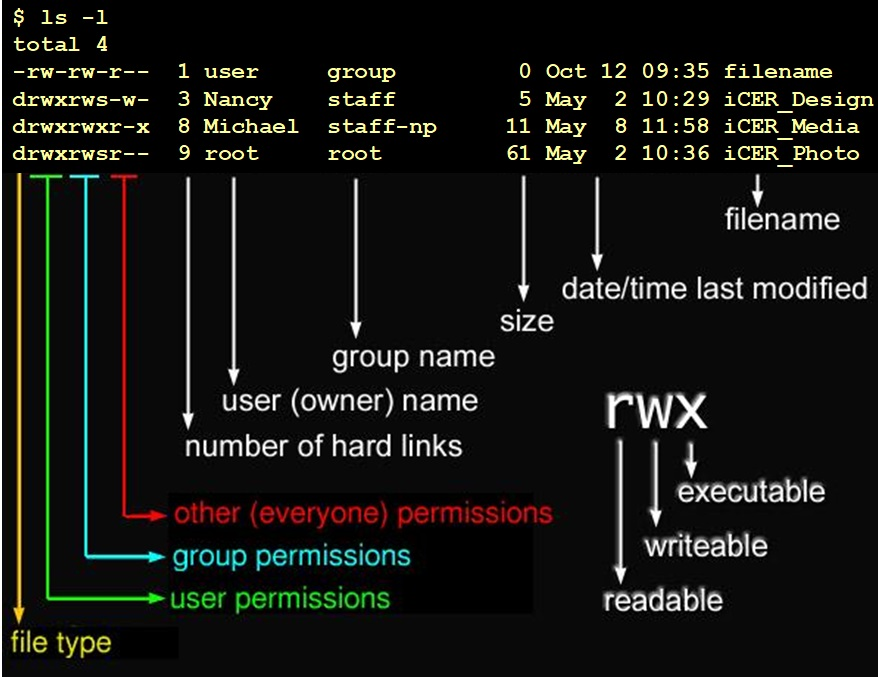 $ ls -l
total 4
-rw-rw-r-- 1 user group 0 Oct 12 09:35 filename
drwxrws-w- 3 Nancy staff 5 May 2 10:29 iCER_Design
drwxrwxr-x 8 Michael staff-np 11 May 8 11:58 iCER_Media
drwxrwsr-- 9 root root 61 May 2 10:36 iCER_Photo
filename
date/time last modified
size
group name
user (owner) name
number of hard links
rwx
executable
writeable
readable
other (everyone) permissions
group permissions
user permissions
file type